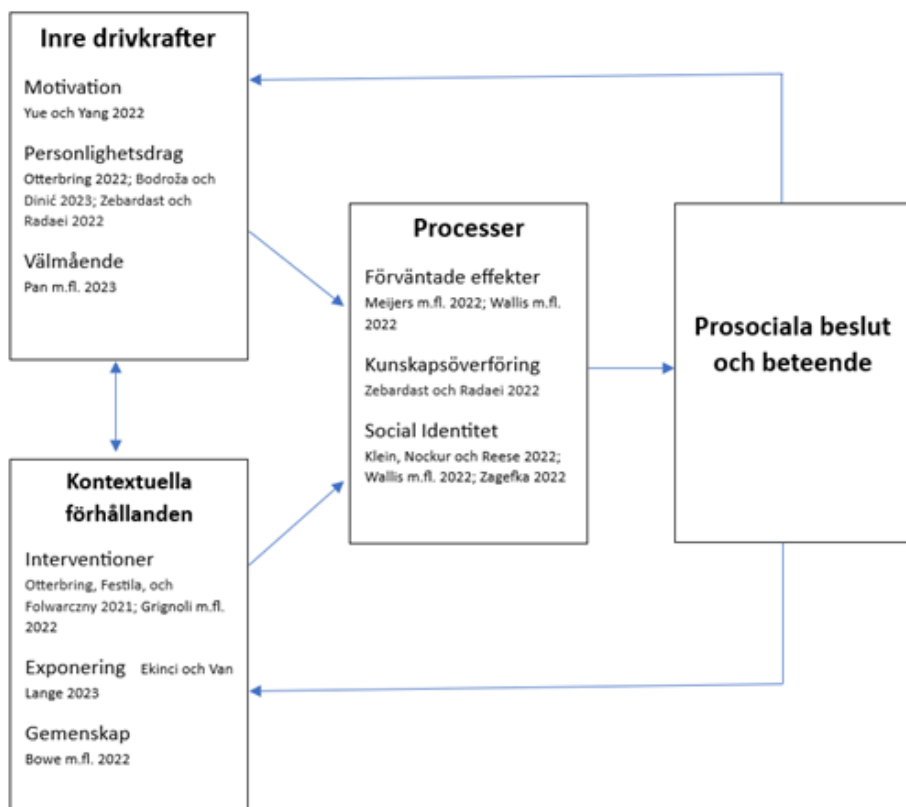 Inre drivkrafter
Motivation
Yue och Yang 2022
Personlighetsdrag
Otterbring 2022; Bodroža och
Dinić 2023; Zebardast och
Radaei 2022
Välmående
Pan m.fl. 2023
Kontextuella
förhållanden
Interventioner
Otterbring, Festila, och
Folwarczny 2021; Grignoli m.fl.
2022
Exponering Ekinci och Van
Lange 2023
Gemenskap
Bowe m.fl. 2022
Processer
Förväntade effekter
Meijers m.fl. 2022; Wallis m.fl.
2022
Kunskapsöverföring
Zebardast och Radaei 2022
Social Identitet
Klein, Nockur och Reese 2022;
Wallis m.fl. 2022; Zagefka 2022
Prosociala beslut
och beteende